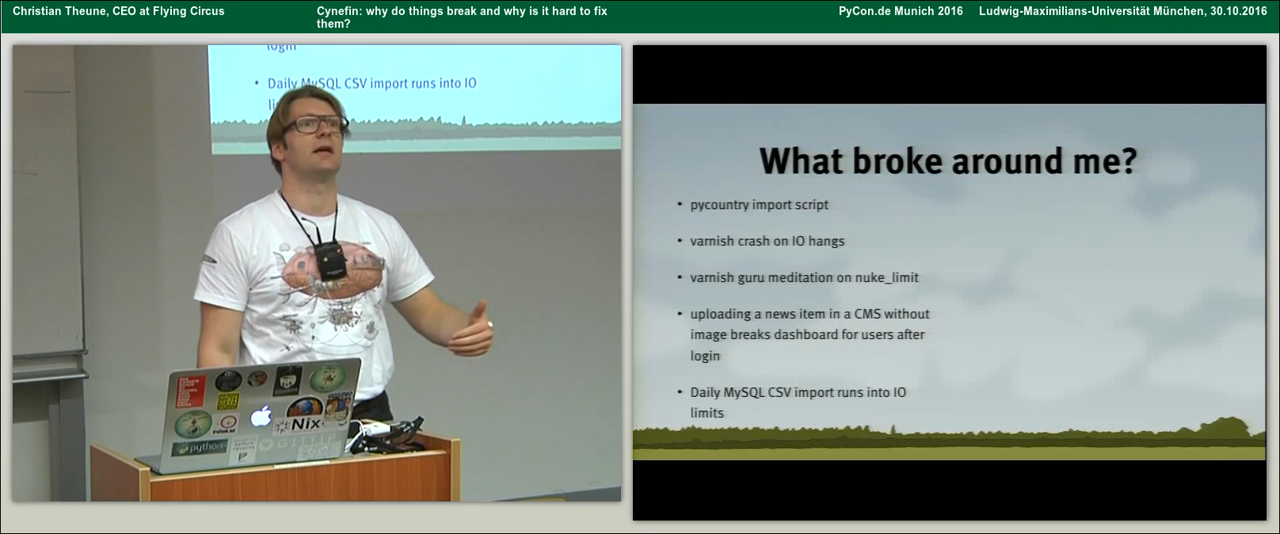 Christian Theune, CEO at Flying Circus
Cynefin: why do things break and why is it hard to fix
them?
PyCon.de Munich 2016
Ludwig-Maximilians-Universität München, 30.10.2016
login
• Daily MySQL CSV import runs into IO
Nix
python
What broke around me?
• pycountry import script
• varnish crash on IO hangs
• varnish guru meditation on nuke_limit
• uploading a news item in a CMS without
image breaks dashboard for users after
login
• Daily MySQL CSV import runs into IO
limits